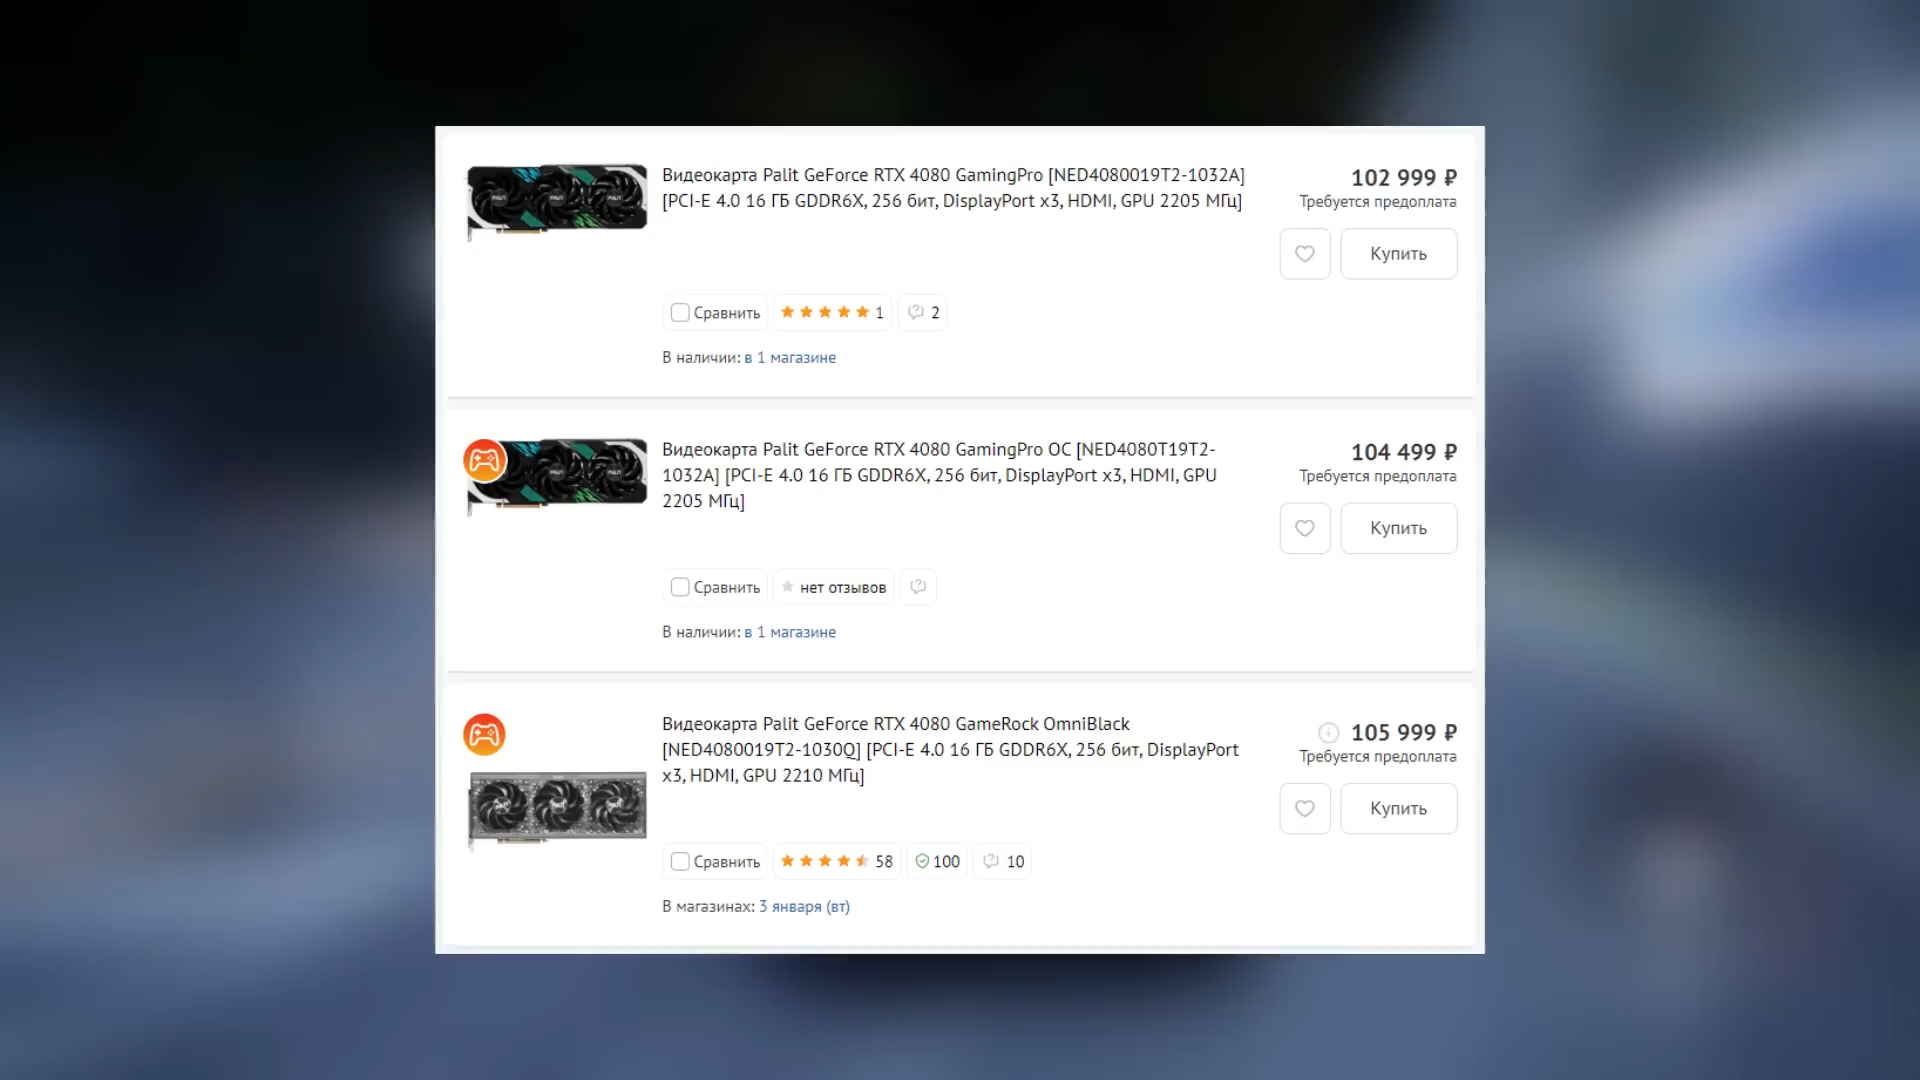 Видеокарта Palit GeForce RTX 4080 GamingPro [NED4080019T2-1032A]
[PCI-E 4.0 16 ГБ GDDR6X, 256 бит, DisplayPort x3, HDMI, GPU 2205 МГц]
102 999 ₽
Требуется предоплата
Купить
Сравнить
1
2
В наличии: в 1 магазине
Видеокарта Palit GeForce RTX 4080 GamingPro OC [NED4080T19T2-
1032A] [PCI-E 4.0 16 ГБ GDDR6X, 256 бит, DisplayPort x3, HDMI, GPU
2205 МГц]
104 499 ₽
Требуется предоплата
Купить
Сравнить
нет отзывов
В наличии: в 1 магазине
Видеокарта Palit GeForce RTX 4080 GameRock OmniBlack
[NED4080019T2-1030Q] [PCI-E 4.0 16 ГБ GDDR6X, 256 бит, DisplayPort
x3, HDMI, GPU 2210 МГц]
105 999 ₽
Требуется предоплата
Купить
Сравнить
58
100
10
В магазинах: 3 января (вт)